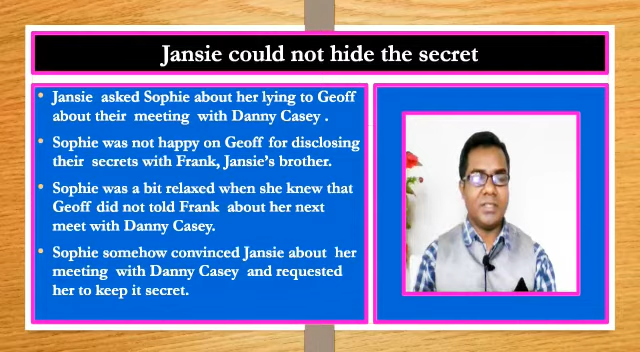 Jansie could not hide the secret
• Jansie asked Sophie about her lying to Geoff
about their meeting with Danny Casey .
• Sophie was not happy on Geoff for disclosing
their secrets with Frank, Jansie's brother.
• Sophie was a bit relaxed when she knew that
Geoff did not told Frank about her next
meet with Danny Casey.
• Sophie somehow convinced Jansie about her
meeting with Danny Casey and requested
her to keep it secret.